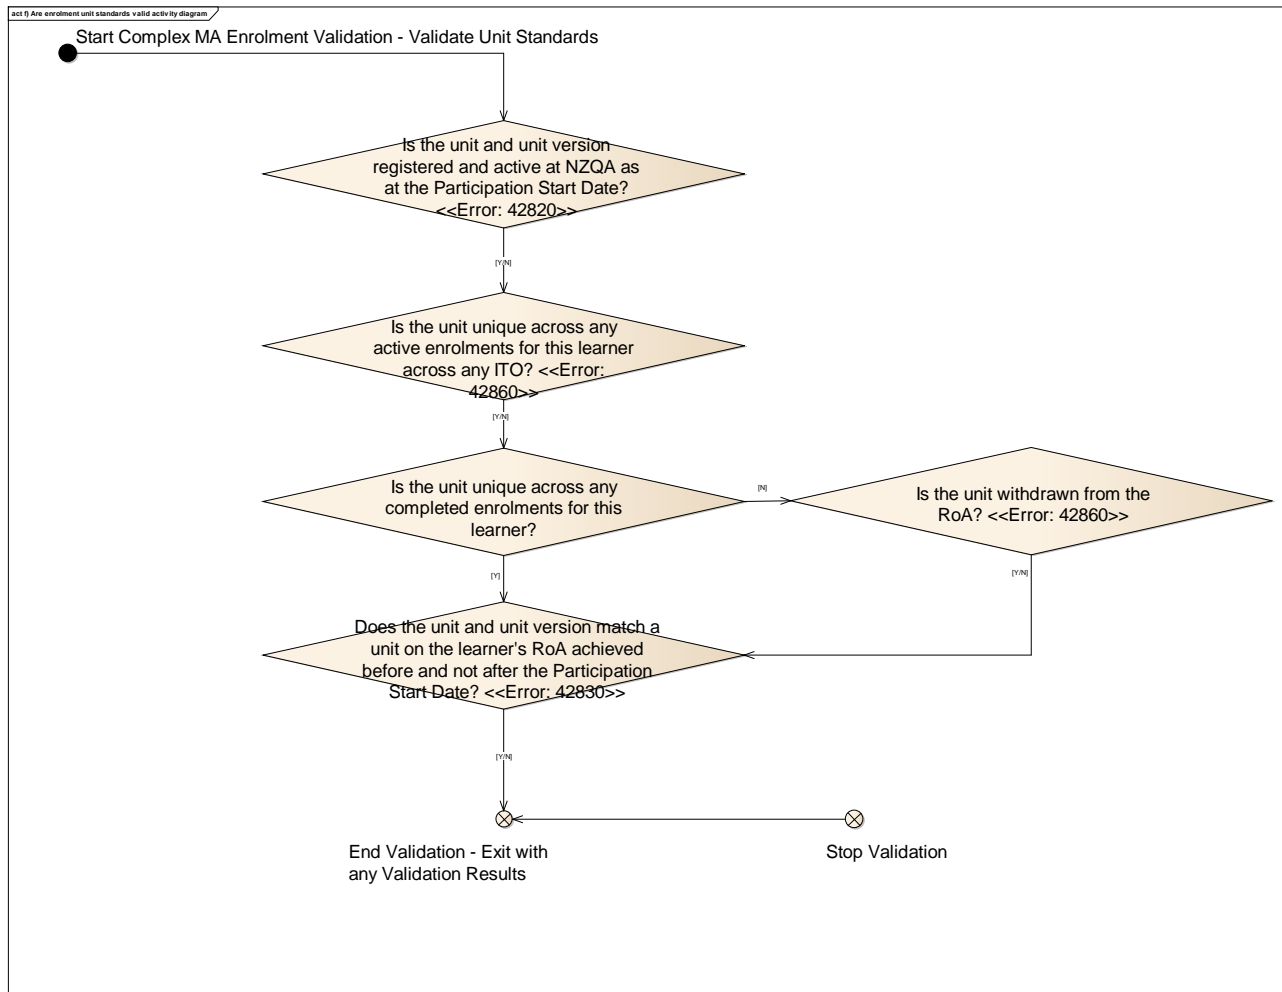 act f) Are enrolment unit standards valid activity diagram
Start Complex MA Enrolment Validation - Validate Unit Standards
Is the unit and unit version
registered and active at NZQA as
at the Participation Start Date?
<<Error: 42820>>
[Y/N]
Is the unit unique across any
active enrolments for this learner
across any ITO? <<Error:
42860>>
[Y/N]
Is the unit unique across any
completed enrolments for this
learner?
[N]
Is the unit withdrawn from the
RoA? <<Error: 42860>>
[Y]
[Y/N]
Does the unit and unit version match a
unit on the learner's RoA achieved
before and not after the Participation
Start Date? <<Error: 42830>>
[Y/N]
End Validation - Exit with
any Validation Results
Stop Validation